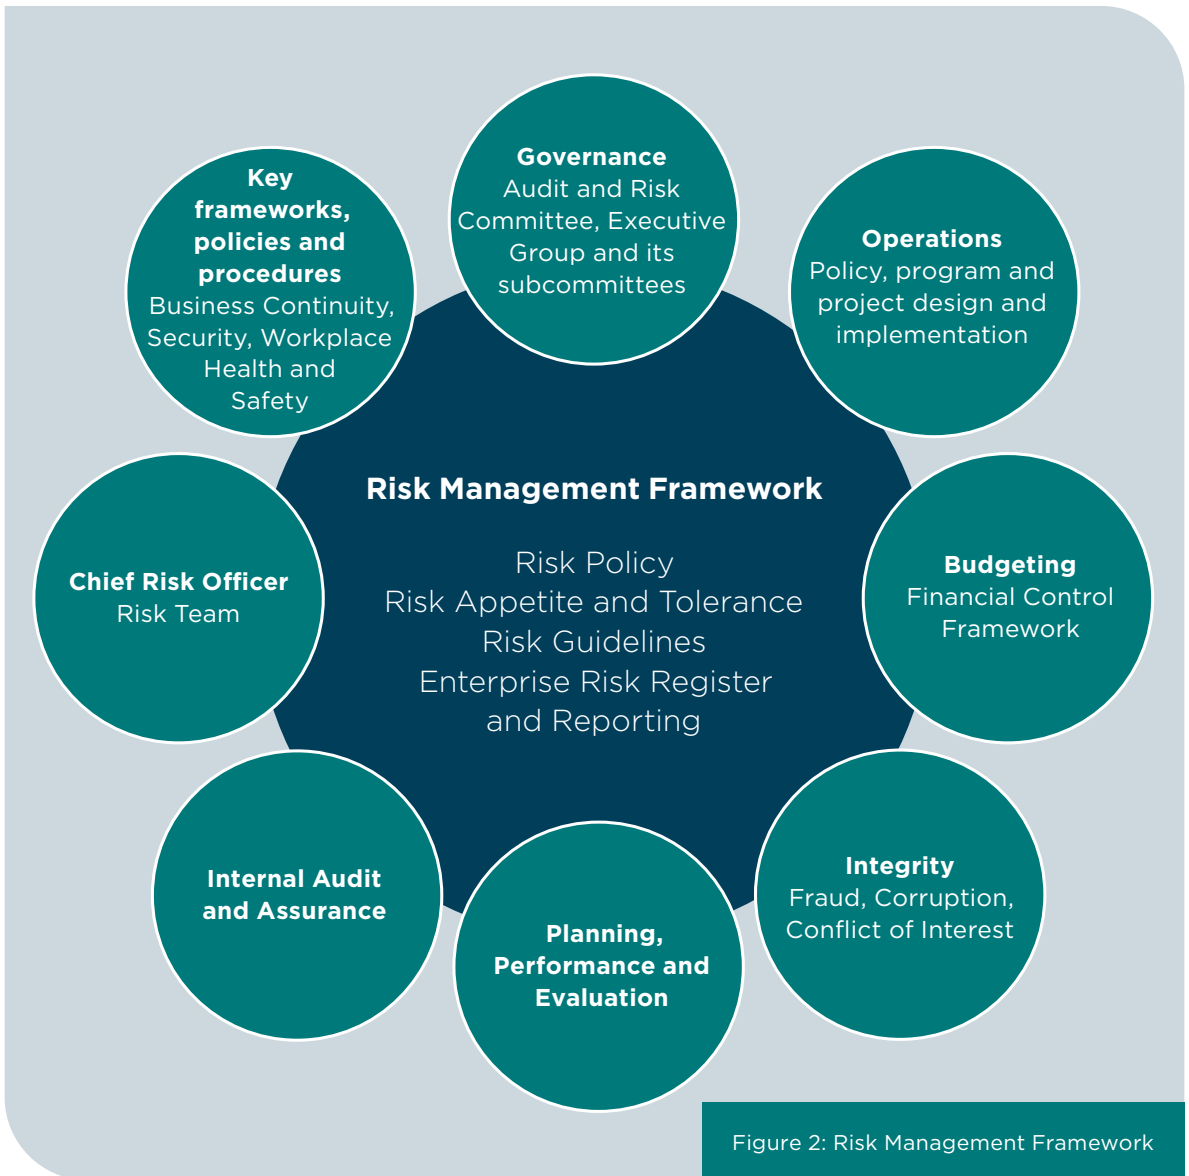 Governance
Audit and Risk
Committee, Executive
Group and its
subcommittees
Operations
Policy, program and
project design and
implementation
Budgeting
Financial Control
Framework
Integrity
Fraud, Corruption,
Conflict of Interest
Planning,
Performance and
Evaluation
Internal Audit
and Assurance
Chief Risk Officer
Risk Team
Key
frameworks,
policies and
procedures
Business Continuity,
Security, Workplace
Health and
Safety
Risk Management Framework
Risk Policy
Risk Appetite and Tolerance
Risk Guidelines
Enterprise Risk Register
and Reporting
Figure 2: Risk Management Framework